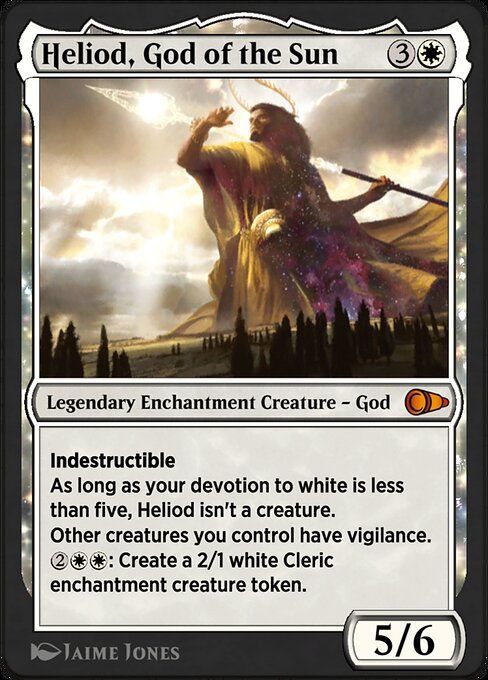 Heliod, God of the Sun 3
Legendary Enchantment Creature – God
Indestructible
As long as your devotion to white is less
than five, Heliod isn't a creature.
Other creatures you control have vigilance.
2: Create a 2/1 white Cleric
enchantment creature token.
5/6
Jaime Jones